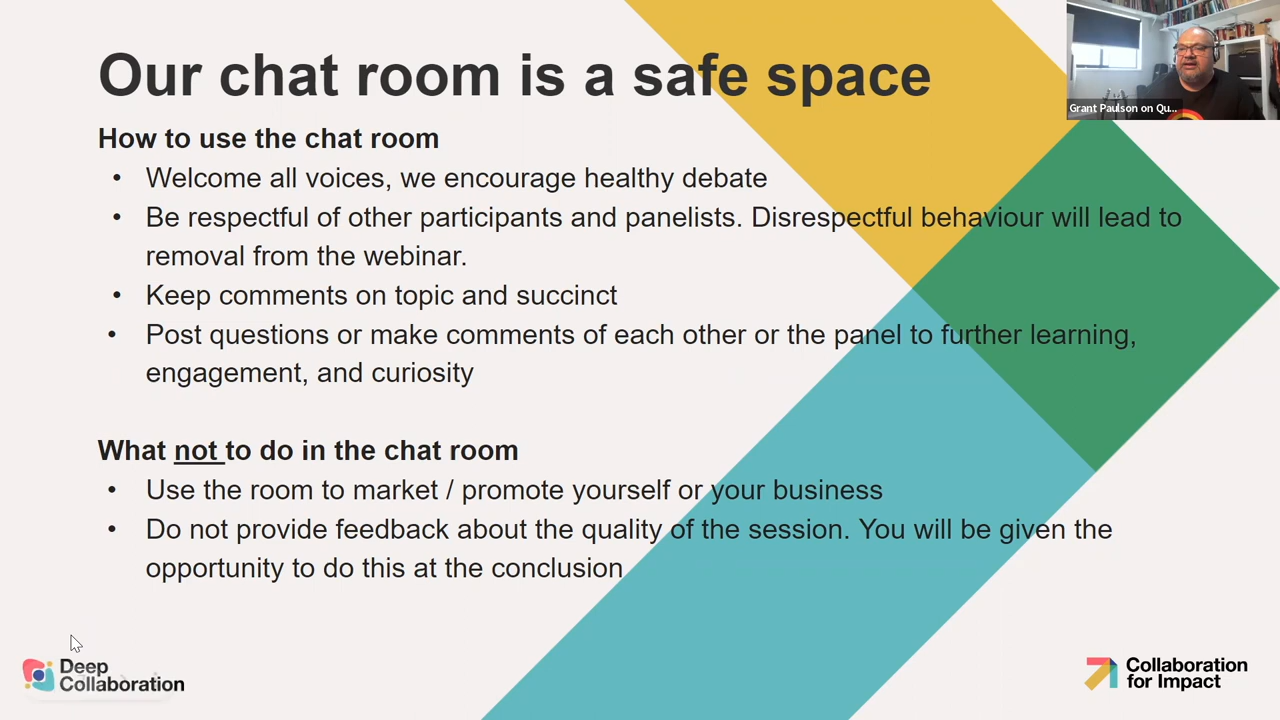 Our chat room is a safe space
Grant Paulson on Qu...
How to use the chat room
• Welcome all voices, we encourage healthy debate
• Be respectful of other participants and panelists. Disrespectful behaviour will lead to
removal from the webinar.
• Keep comments on topic and succinct
• Post questions or make comments of each other or the panel to further learning,
engagement, and curiosity
What not to do in the chat room
• Use the room to market / promote yourself or your business
• Do not provide feedback about the quality of the session. You will be given the
opportunity to do this at the conclusion
Deep
Collaboration
Collaboration
for Impact